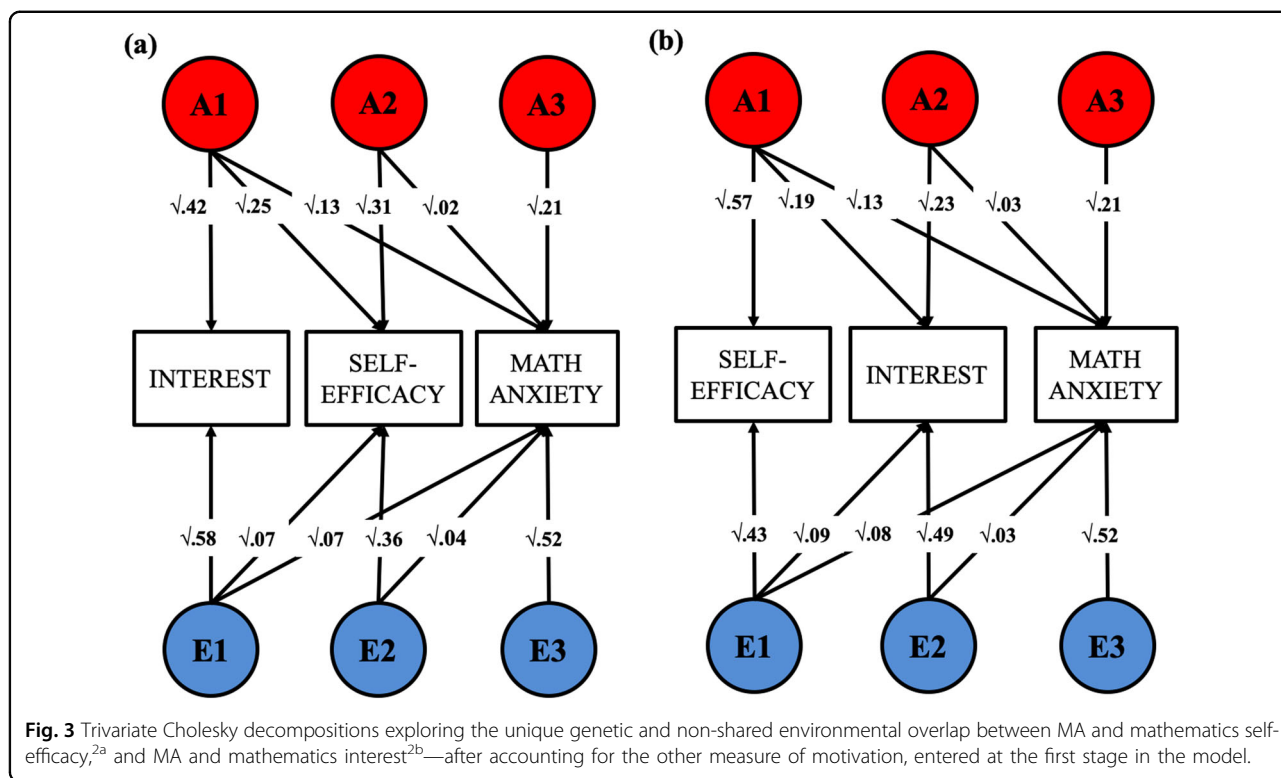 (a)
A1 A2 A3
√.42 √.25 √.13 √.31 √.02 √.21
INTEREST SELF-EFFICACY MATH ANXIETY
√.58 √.07 √.07 √.36 √.04 √.52
E1 E2 E3
(b)
A1 A2 A3
√.57 √.19 √.13 √.23 √.03 √.21
SELF-EFFICACY INTEREST MATH ANXIETY
√.43 √.09 √.08 √.49 √.03 √.52
E1 E2 E3
Fig. 3 Trivariate Cholesky decompositions exploring the unique genetic and non-shared environmental overlap between MA and mathematics self-
efficacy,2a and MA and mathematics interest2b—after accounting for the other measure of motivation, entered at the first stage in the model.